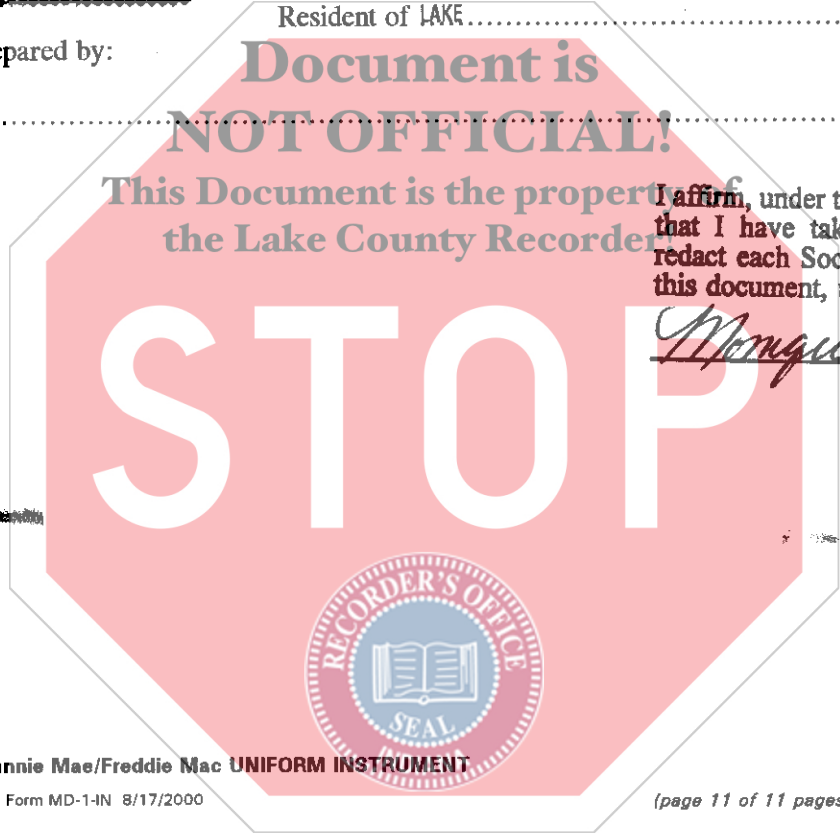 Resident of LAKE
epared by:
Document is
NOT OFFICIAL!
This Document is the property of
the Lake County Recorder!
I affirm, under t
that I have tak
redact each Soc
this document,
STOP
RECORDER'S OFFICE
SEAL
INDIANA
nnie Mae/Freddie Mac UNIFORM INSTRUMENT
Form MD-1-IN 8/17/2000
(page 11 of 11 pages